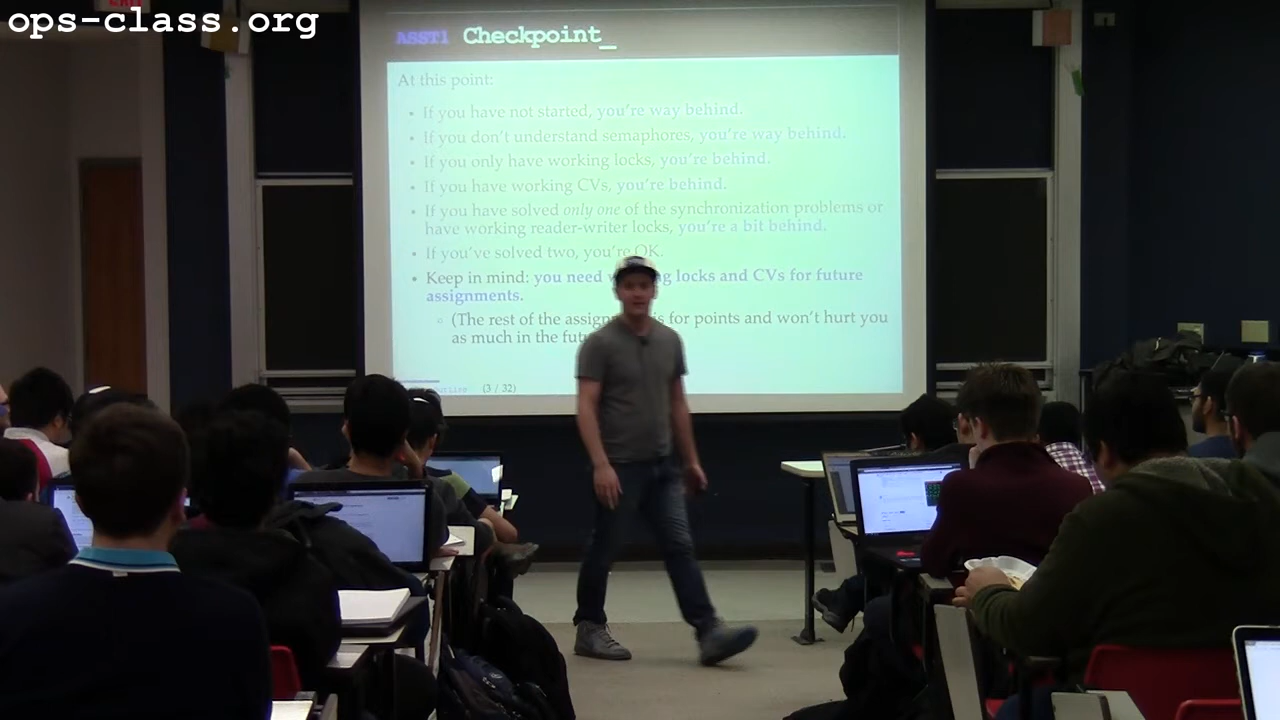 ops-class.org
EXIT
ASST1 Checkpoint_
At this point:
• If you have not started, you're way behind.
• If you don't understand semaphores, you're way behind.
• If you only have working locks, you're behind.
• If you have working CVs, you're behind.
• If you have solved only one of the synchronization problems or
have working reader-writer locks, you're a bit behind.
• If you've solved two, you're OK.
• Keep in mind: you need locks and CVs for future
assignments.
◦ (The rest of the is for points and won't hurt you
as much in the
(3 / 32)